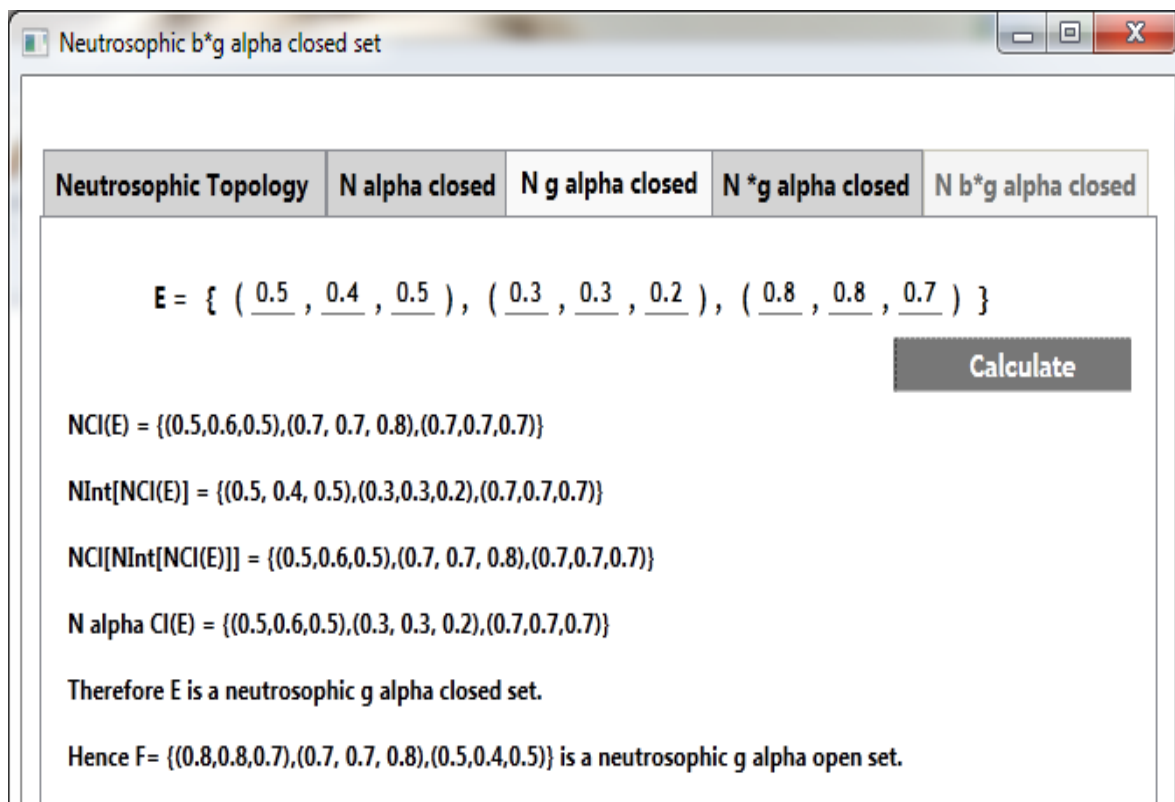 Neutrosophic b*g alpha closed set
Neutrosophic Topology N alpha closed N g alpha closed N *g alpha closed N b*g alpha closed
E = { ( 0.5 , 0.4 , 0.5 ), ( 0.3 , 0.3 , 0.2 ), ( 0.8 , 0.8 , 0.7 ) }
Calculate
NCl(E) = {(0.5,0.6,0.5),(0.7, 0.7, 0.8),(0.7,0.7,0.7)}
NInt[NCl(E)] = {(0.5, 0.4, 0.5),(0.3,0.3,0.2),(0.7,0.7,0.7)}
NCl[NInt[NCl(E)]] = {(0.5,0.6,0.5),(0.7, 0.7, 0.8),(0.7,0.7,0.7)}
N alpha Cl(E) = {(0.5,0.6,0.5),(0.3, 0.3, 0.2),(0.7,0.7,0.7)}
Therefore E is a neutrosophic g alpha closed set.
Hence F= {(0.8,0.8,0.7),(0.7, 0.7, 0.8),(0.5,0.4,0.5)} is a neutrosophic g alpha open set.